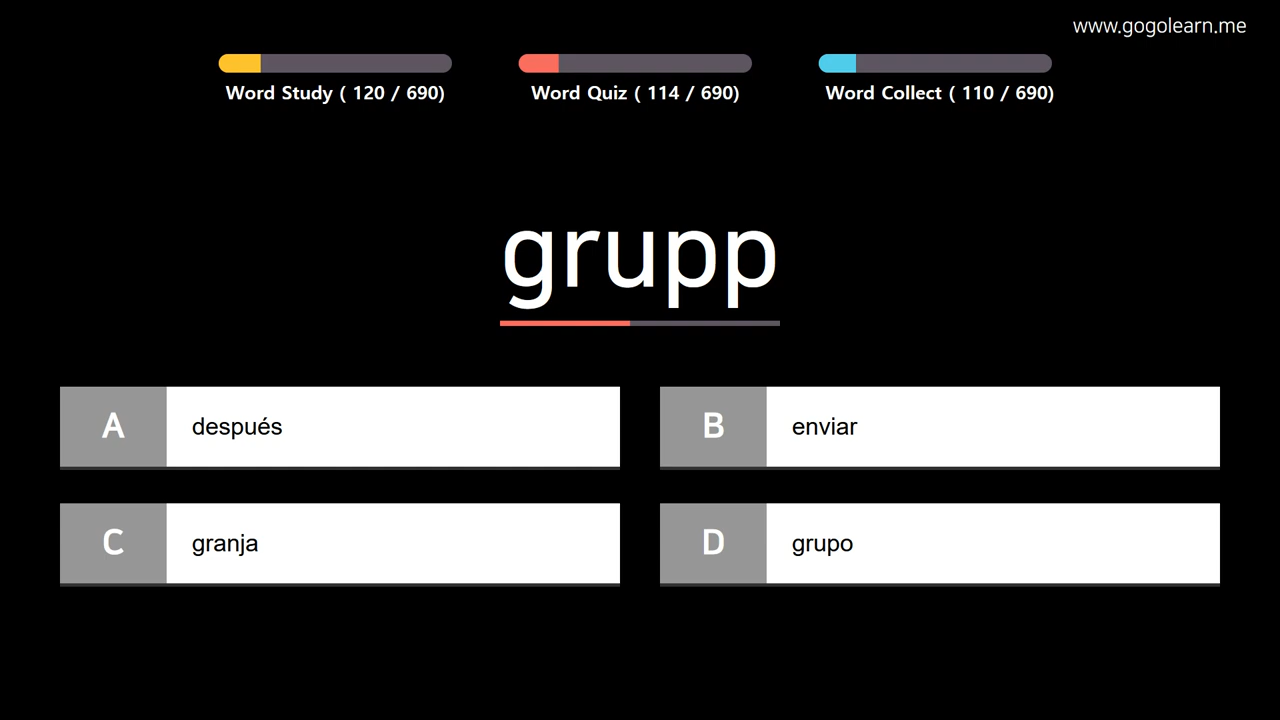 www.gogolearn.me
Word Study ( 120 / 690)
Word Quiz ( 114 / 690)
Word Collect ( 110 / 690)
grupp
A
después
B
enviar
C
granja
D
grupo